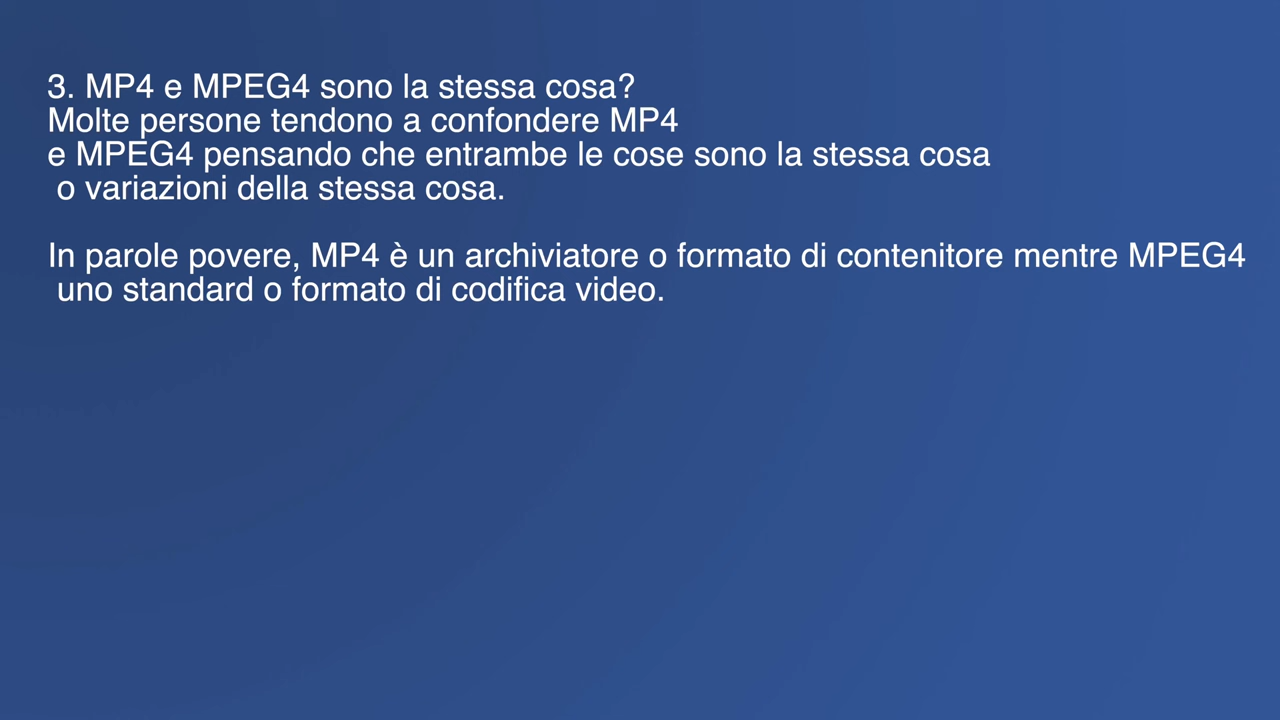 3. MP4 e MPEG4 sono la stessa cosa?
Molte persone tendono a confondere MP4
e MPEG4 pensando che entrambe le cose sono la stessa cosa
o variazioni della stessa cosa.
In parole povere, MP4 è un archiviatore o formato di contenitore mentre MPEG4
uno standard o formato di codifica video.